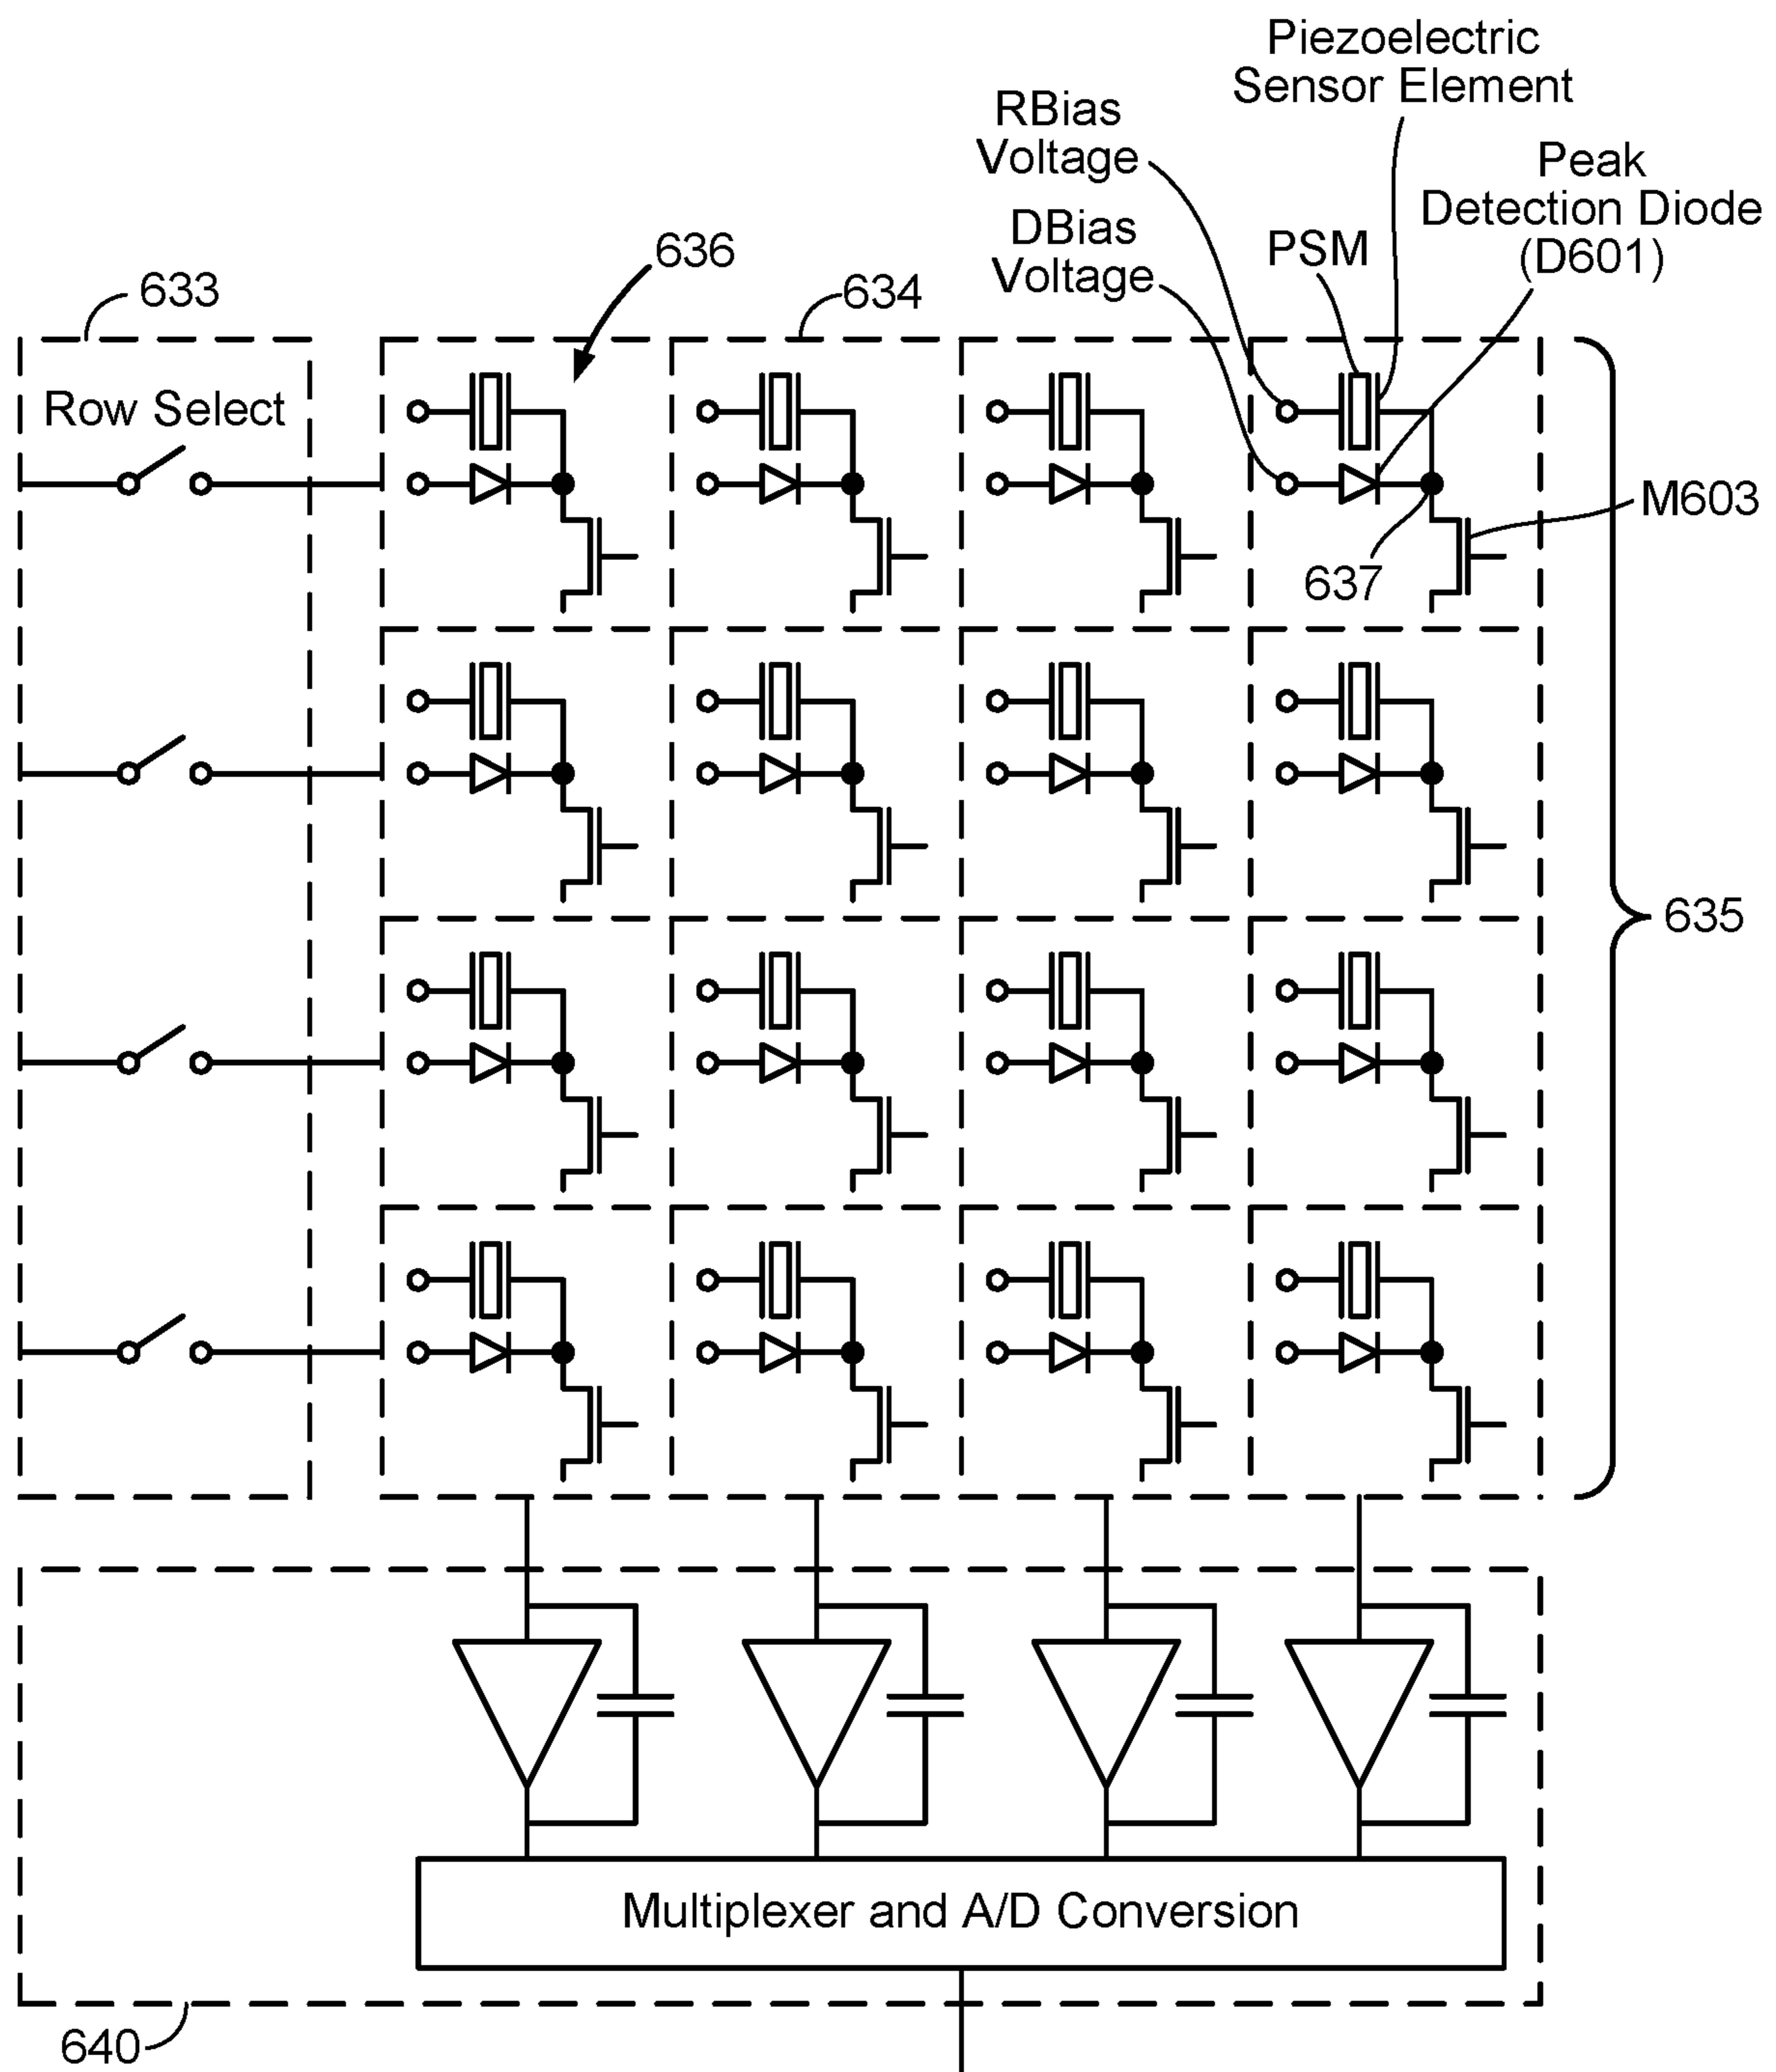 Piezoelectric
Sensor Element
RBias
Voltage
Peak
Detection Diode
(D601)
DBias
Voltage
PSM
636
633
634
Row Select
M603
637
635
Multiplexer and A/D Conversion
640